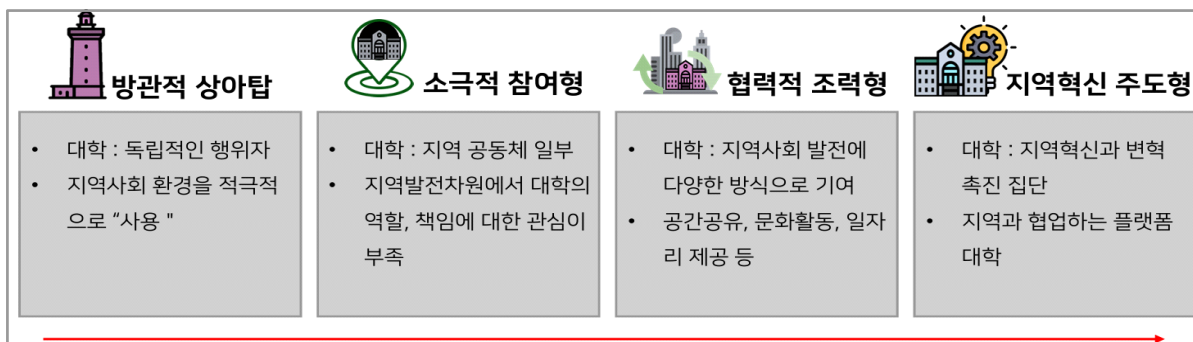 방관적 상아탑
• 대학 : 독립적인 행위자
• 지역사회 환경을 적극적
으로 “사용 "
소극적 참여형
• 대학 : 지역 공동체 일부
• 지역발전차원에서 대학의
역할, 책임에 대한 관심이
부족
협력적 조력형
• 대학 : 지역사회 발전에
다양한 방식으로 기여
• 공간공유, 문화활동, 일자
리 제공 등
지역혁신 주도형
• 대학 : 지역혁신과 변혁
촉진 집단
• 지역과 협업하는 플랫폼
대학